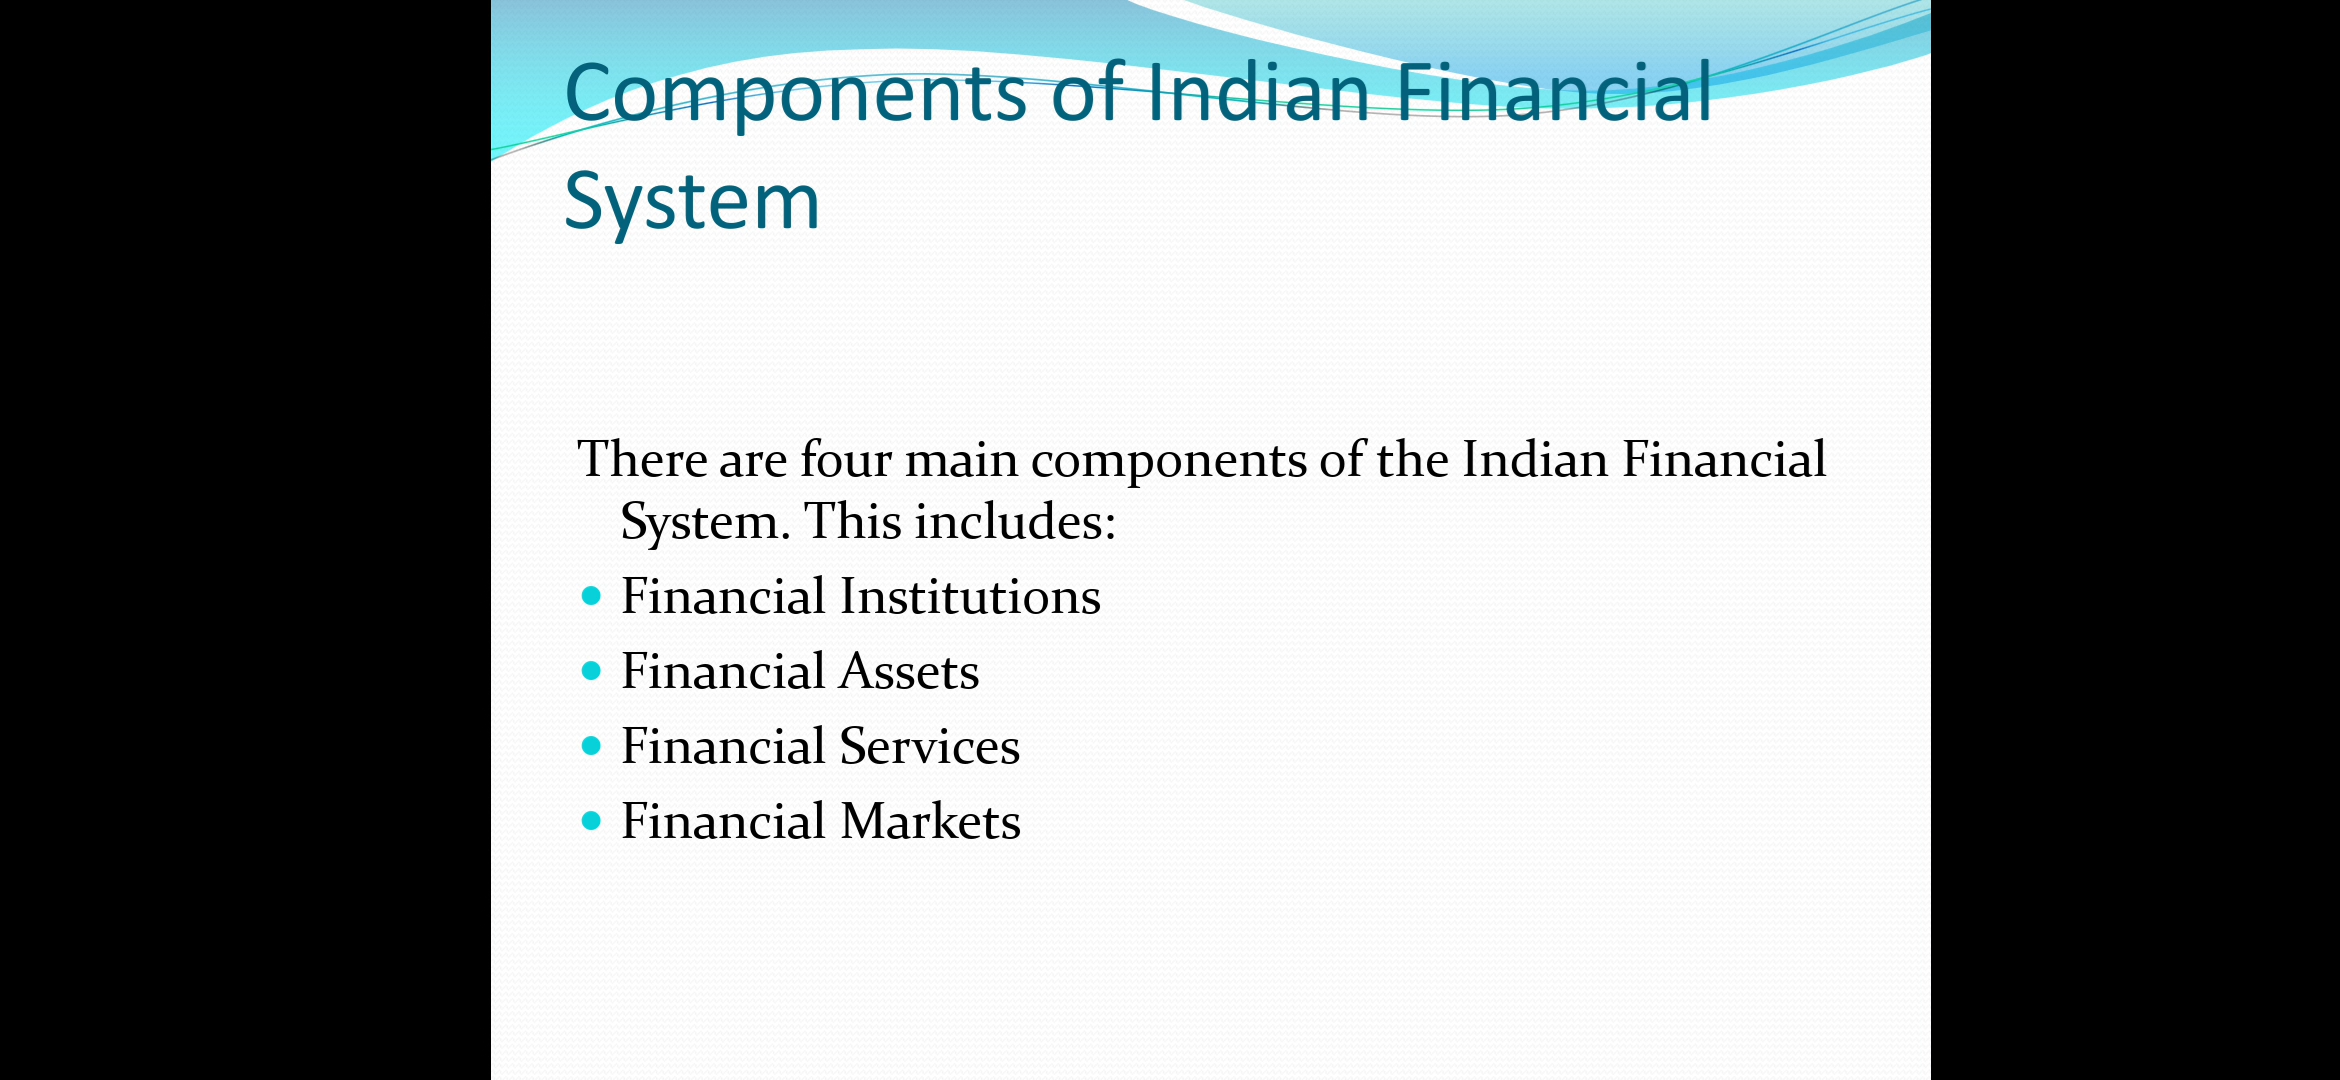 Components of Indian Financial
System
There are four main components of the Indian Financial
System. This includes:
• Financial Institutions
• Financial Assets
• Financial Services
• Financial Markets